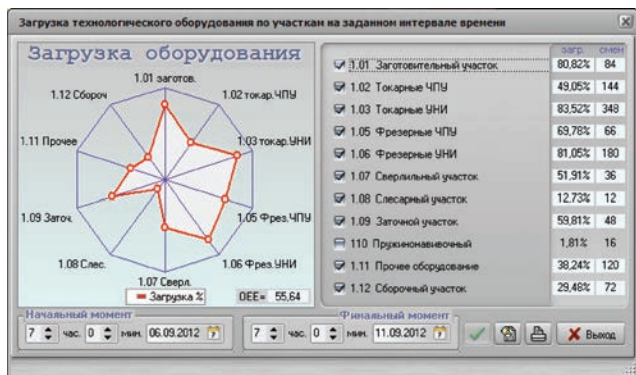 Загрузка технологического оборудования по участкам на заданном интервале времени
Загрузка оборудования
1.01 заготов.
1.12 Сбороч
1.02 токар.ЧПУ
1.11 Прочее
1.03 токар.УНИ
1.09 Заточ.
1.05 Фрез.ЧПУ
1.08 Слес.
1.06 Фрез.УНИ
1.07 Сверл.
Загрузка %
OEE= 55,64
загр. смен
1.01 Заготовительный участок 80,82% 84
1.02 Токарные ЧПУ 49,05% 144
1.03 Токарные УНИ 83,52% 348
1.05 Фрезерные ЧПУ 69,78% 66
1.06 Фрезерные УНИ 81,05% 180
1.07 Сверлильный участок 51,91% 36
1.08 Слесарный участок 12,73% 12
1.09 Заточной участок 59,81% 48
110 Пружинонавивочный 1,81% 16
1.11 Прочее оборудование 38,24% 120
1.12 Сборочный участок 29,46% 72
Начальный момент
7 час. 0 мин. 06.09.2012
Финальный момент
7 час. 0 мин. 11.09.2012
Выход